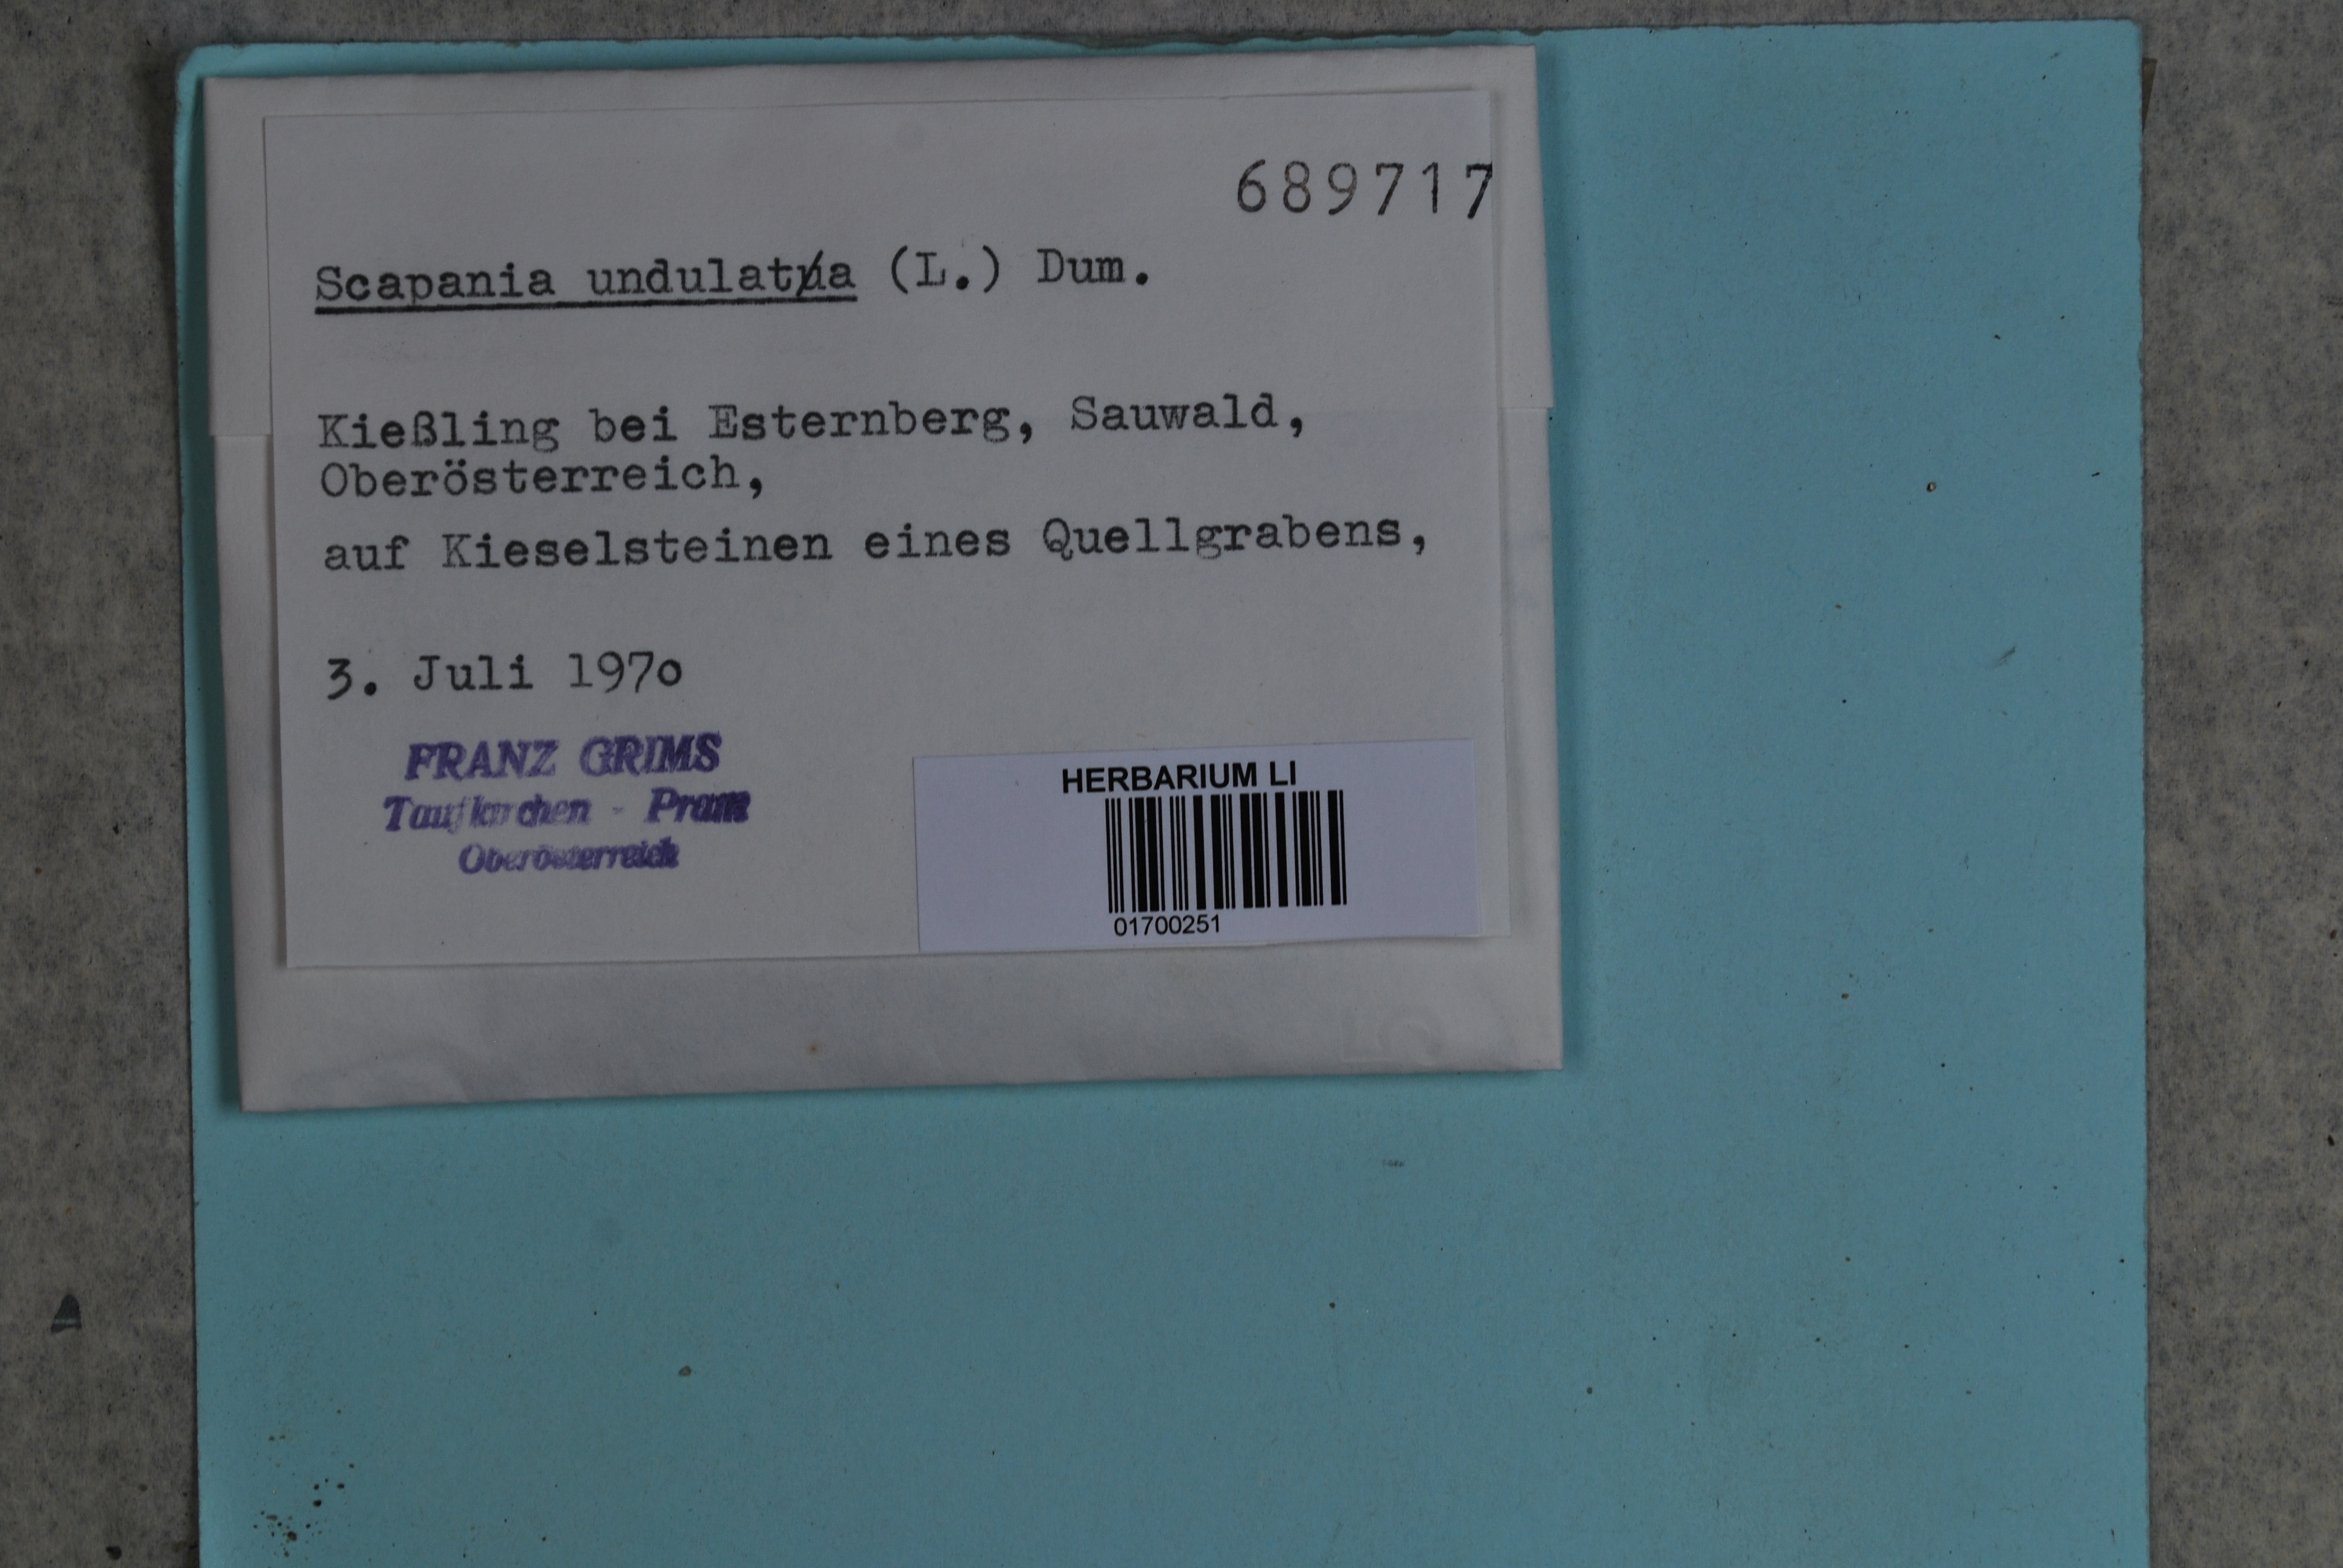 689717
Scapania undulata (L.) Dum.
Kießling bei Esternberg, Sauwald,
Oberösterreich,
auf Kieselsteinen eines Quellgrabens,
3. Juli 1970
FRANZ GRIMS
Taufkirchen - Pram
Oberösterreich
HERBARIUM LI
01700251